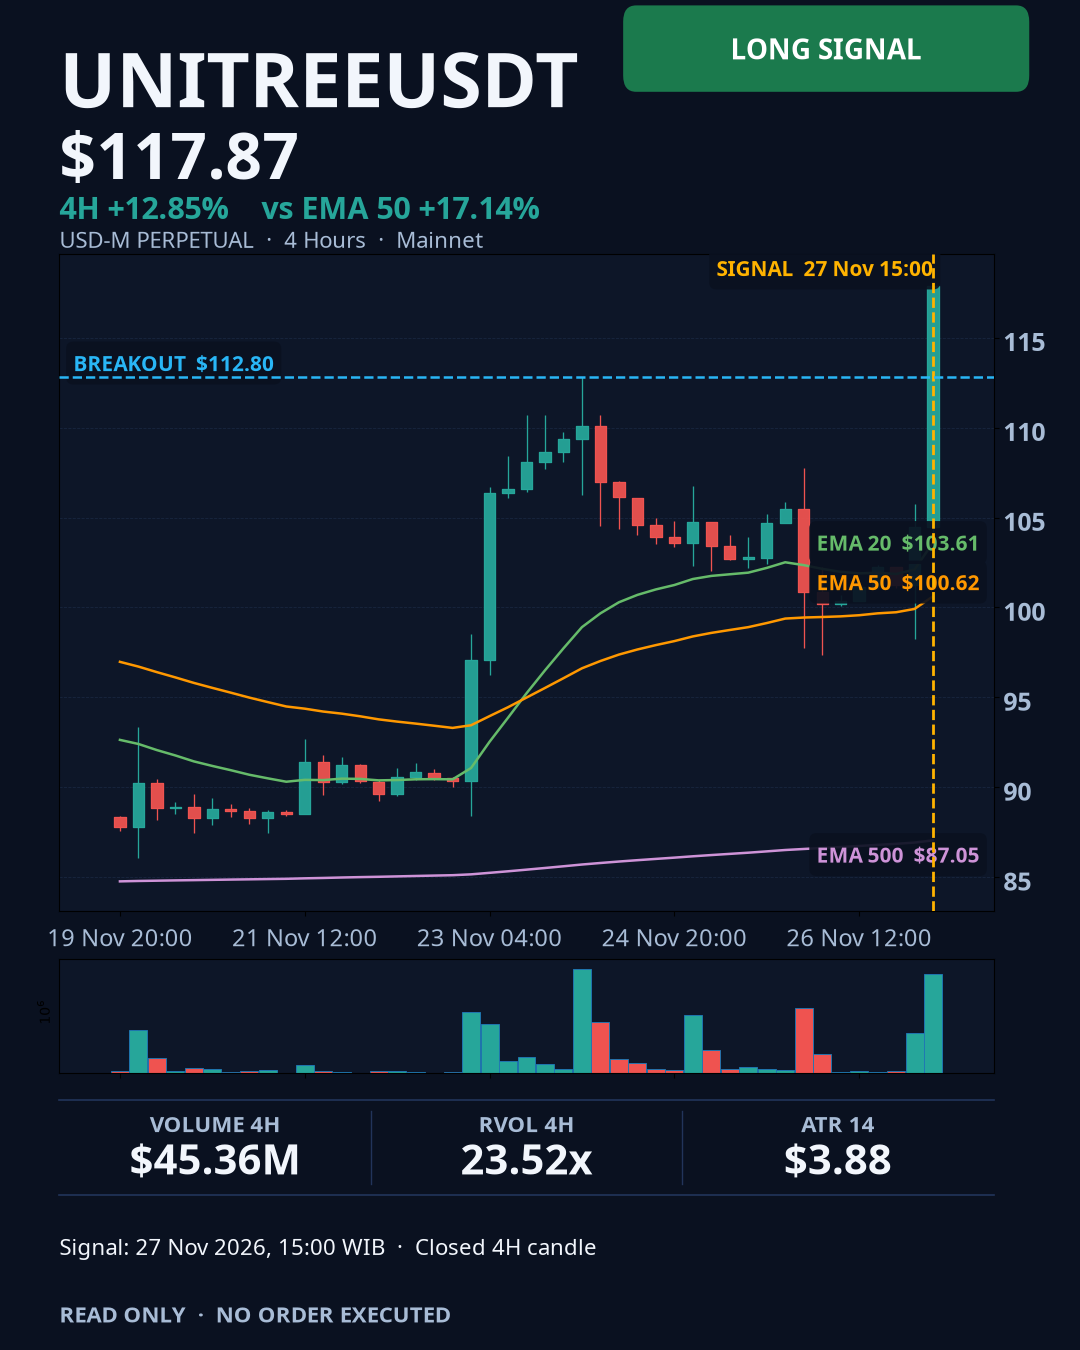 LONG SIGNAL
UNITREEUSDT
$117.87
4H +12.85% vs EMA 50 +17.14%
USD-M PERPETUAL · 4 Hours · Mainnet
SIGNAL 27 Nov 15:00
BREAKOUT $112.80
115
110
105
EMA 20 $103.61
EMA 50 $100.62
100
95
90
EMA 500 $87.05
85
19 Nov 20:00 21 Nov 12:00 23 Nov 04:00 24 Nov 20:00 26 Nov 12:00
10⁶
VOLUME 4H RVOL 4H ATR 14
$45.36M 23.52x $3.88
Signal: 27 Nov 2026, 15:00 WIB · Closed 4H candle
READ ONLY · NO ORDER EXECUTED